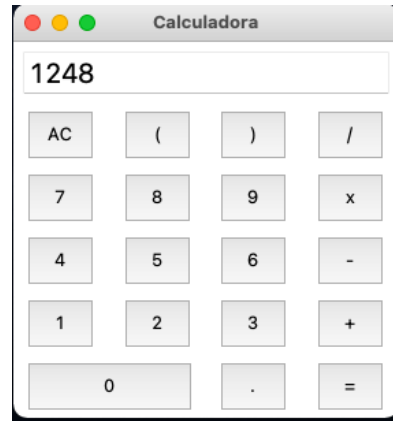 Calculadora
1248
AC ( ) /
7 8 9 x
4 5 6 -
1 2 3 +
0 . =